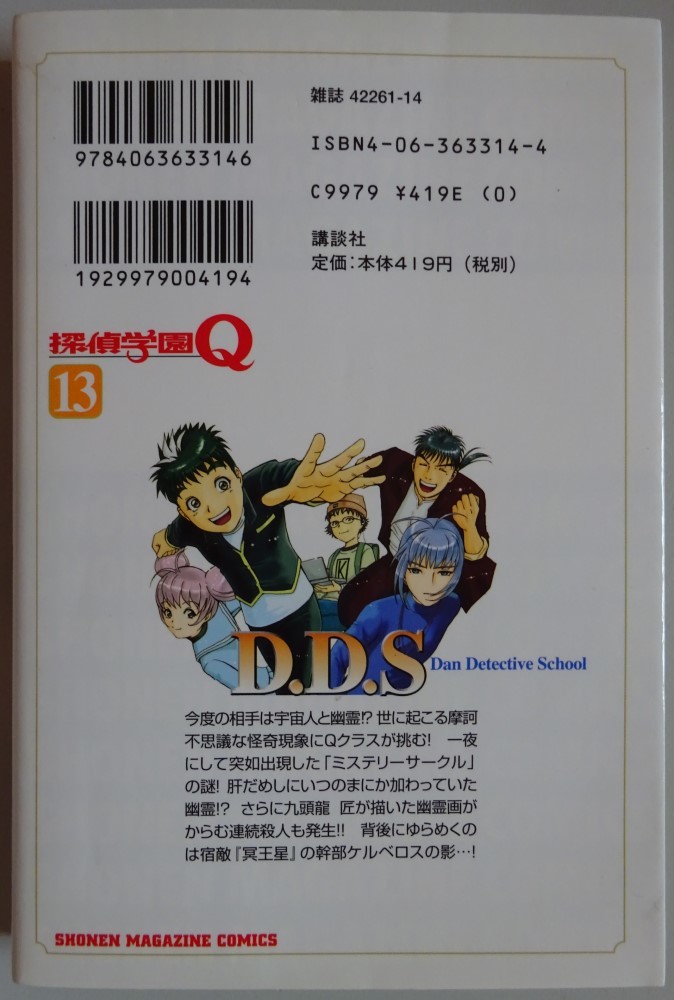 雑誌 42261-14
9784063633146
ISBN4-06-363314-4
C9979 ¥419E (0)
1929979004194
講談社
定価:本体419円(税別)
探偵学園Q
13
D.D.S
Dan Detective School
今度の相手は宇宙人と幽霊!? 世に起こる摩訶
不思議な怪奇現象にQクラスが挑む! 一夜
にして突如出現した「ミステリーサークル」
の謎! 肝だめしにいつのまにか加わっていた
幽霊!? さらに九頭龍 匠が描いた幽霊画が
からむ連続殺人も発生!! 背後にゆらめくの
は宿敵『冥王星』の幹部ケルベロスの影…!
SHONEN MAGAZINE COMICS